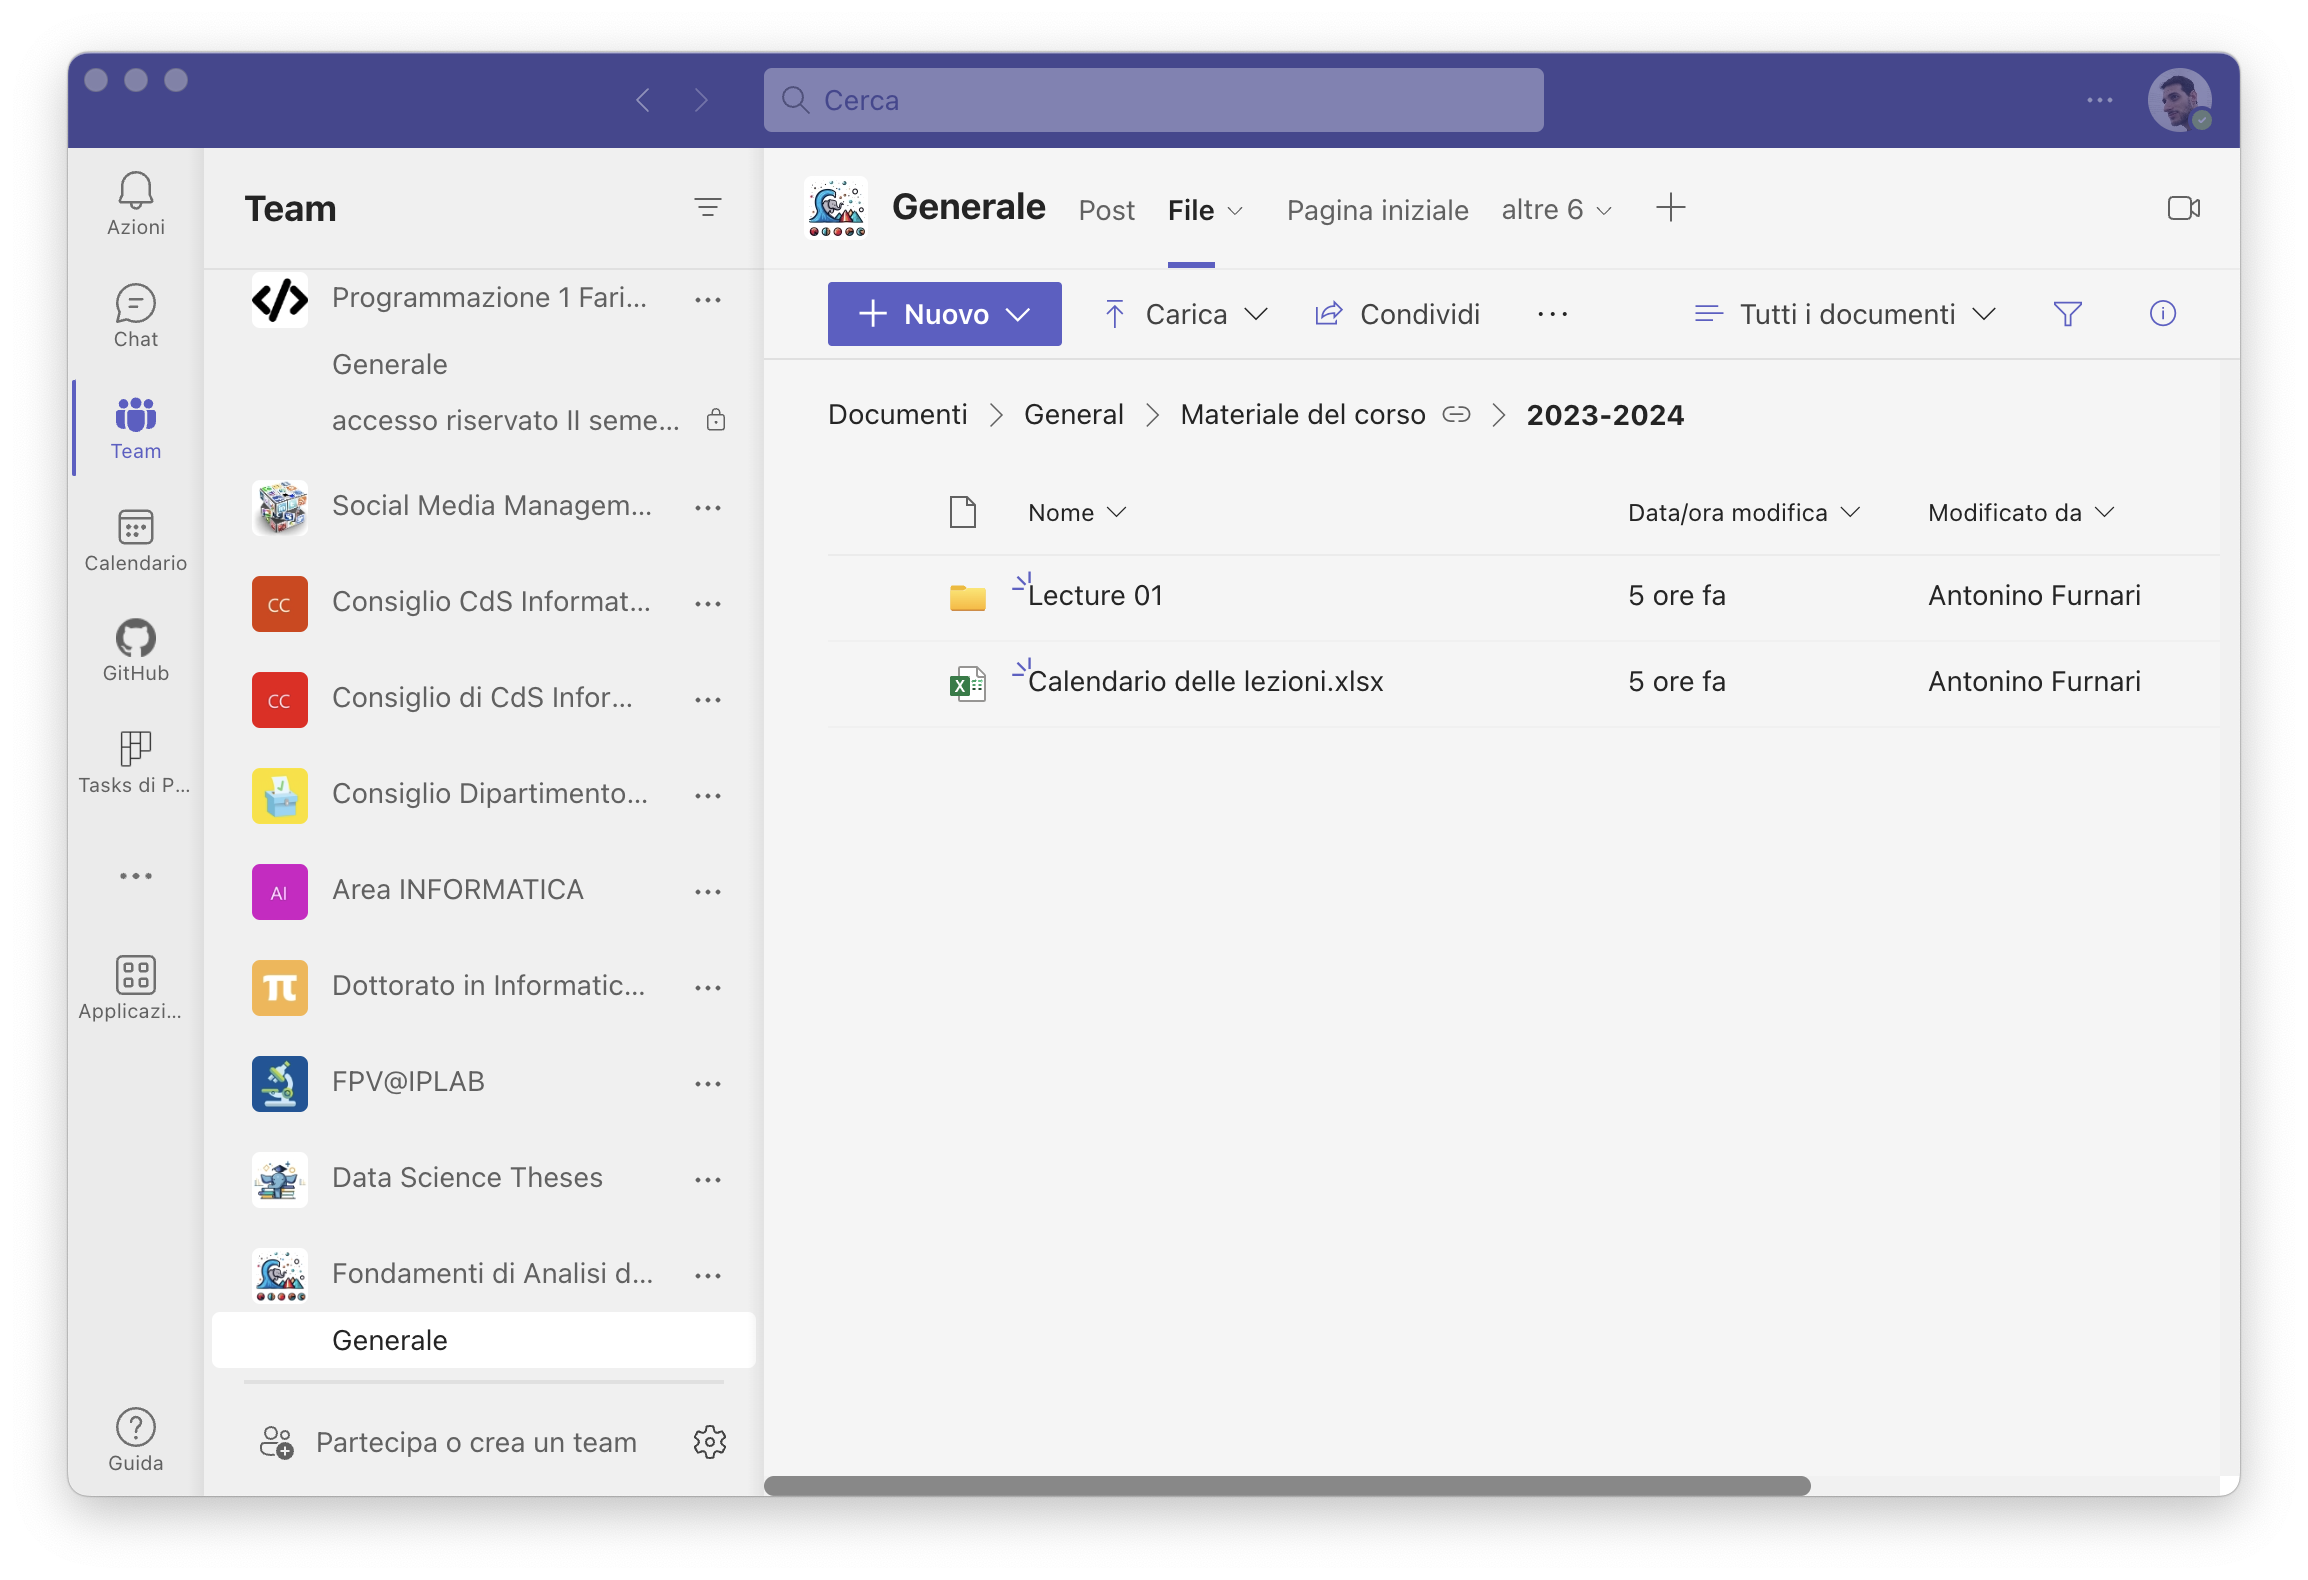 Cerca
Azioni
Chat
Team
Calendario
GitHub
Tasks di P...
Applicazi...
Guida
Team
Programmazione 1 Fari...
Generale
accesso riservato II seme...
Social Media Managem...
CC
Consiglio CdS Informat...
CC
Consiglio di CdS Infor...
Consiglio Dipartimento...
AI
Area INFORMATICA
π
Dottorato in Informatic...
FPV@IPLAB
Data Science Theses
Fondamenti di Analisi d...
Generale
Partecipa o crea un team
Generale Post File Pagina iniziale altre 6
Nuovo Carica Condividi Tutti i documenti
Documenti > General > Materiale del corso > 2023-2024
Nome Data/ora modifica Modificato da
Lecture 01 5 ore fa Antonino Furnari
Calendario delle lezioni.xlsx 5 ore fa Antonino Furnari